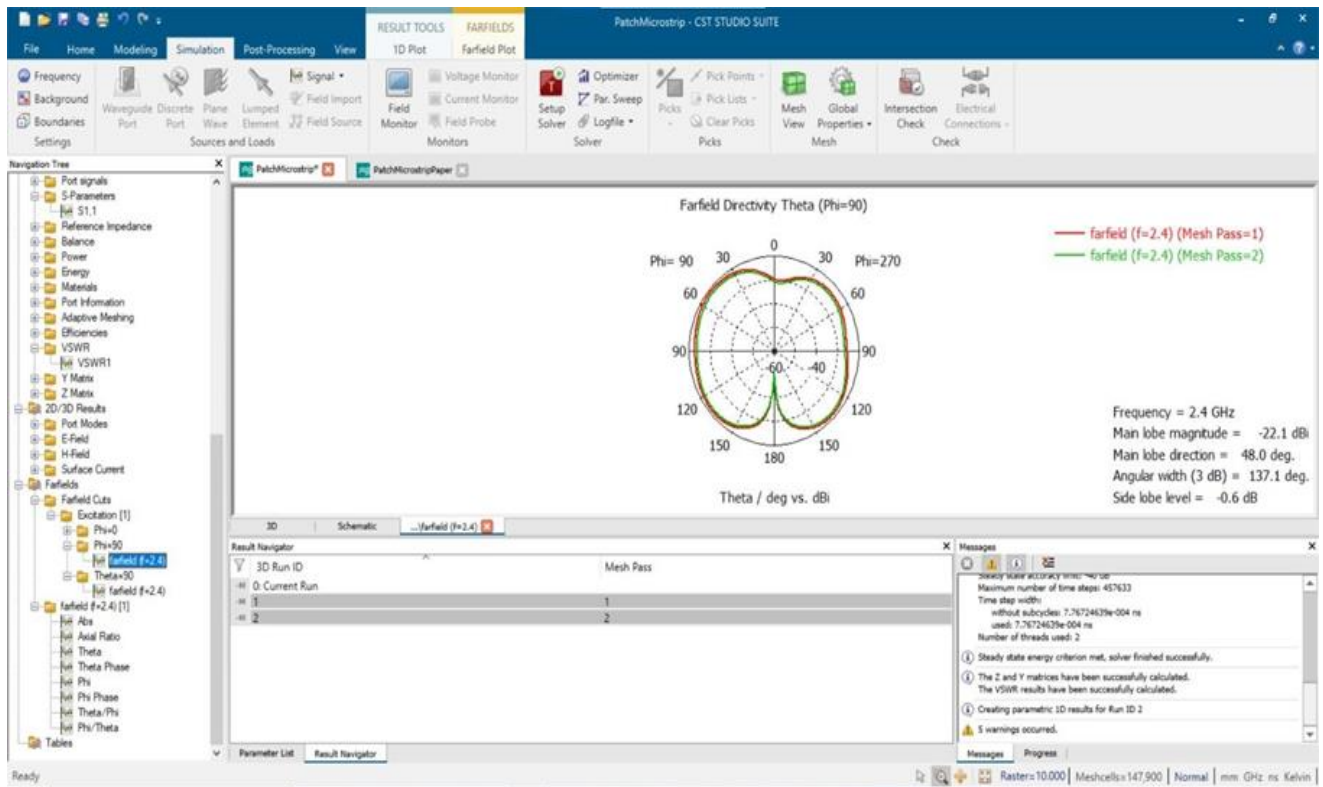 PatchMicrostrip - CST STUDIO SUITE
RESULT TOOLS
FARFIELDS
File
Home
Modeling
Simulation
Post-Processing
View
1D Plot
Farfield Plot
Frequency
Background
Boundaries
Settings
Waveguide Port
Discrete Port
Plane Wave
Lumped Element
Signal
Field Import
Field Source
Sources and Loads
Field Monitor
Voltage Monitor
Current Monitor
Field Probe
Monitors
Setup Solver
Optimizer
Par. Sweep
Logfile
Solver
Picks
Pick Points
Pick Lists
Clear Picks
Picks
Mesh View
Global Properties
Mesh
Intersection Check
Electrical Connections
Check
Navigation Tree
Port signals
S-Parameters
S1,1
Reference Impedance
Balance
Power
Energy
Materials
Port Information
Adaptive Meshing
Efficiencies
VSWR
VSWR1
Y Matrix
Z Matrix
2D/3D Results
Port Modes
E-Field
H-Field
Surface Current
Farfields
Farfield Cuts
Excitation [1]
Phi=0
Phi=90
farfield (f=2.4)
Theta=90
farfield (f=2.4)
farfield (f=2.4) [1]
Abs
Axial Ratio
Theta
Theta Phase
Phi
Phi Phase
Theta/Phi
Phi/Theta
Tables
PatchMicrostrip*
PatchMicrostripPaper
Farfield Directivity Theta (Phi=90)
farfield (f=2.4) (Mesh Pass=1)
farfield (f=2.4) (Mesh Pass=2)
0
Phi= 90 30 30 Phi=270
60 60
90 90
-60 -40
120 120
150 150
180
Theta / deg vs. dBi
Frequency = 2.4 GHz
Main lobe magnitude = -22.1 dBi
Main lobe direction = 48.0 deg.
Angular width (3 dB) = 137.1 deg.
Side lobe level = -0.6 dB
3D
Schematic
...\farfield (f=2.4)
Result Navigator
3D Run ID Mesh Pass
0: Current Run
1 1
2 2
Parameter List
Result Navigator
Messages
Steady state accuracy limit: -40 dB
Maximum number of time steps: 457633
Time step width:
without subcycles: 7.76724639e-004 ns
used: 7.76724639e-004 ns
Number of threads used: 2
Steady state energy criterion met, solver finished successfully.
The Z and Y matrices have been successfully calculated.
The VSWR results have been successfully calculated.
Creating parametric 1D results for Run ID 2
5 warnings occurred.
Messages
Progress
Ready
Raster=10.000 Meshcells=147,900 Normal mm GHz ns Kelvin